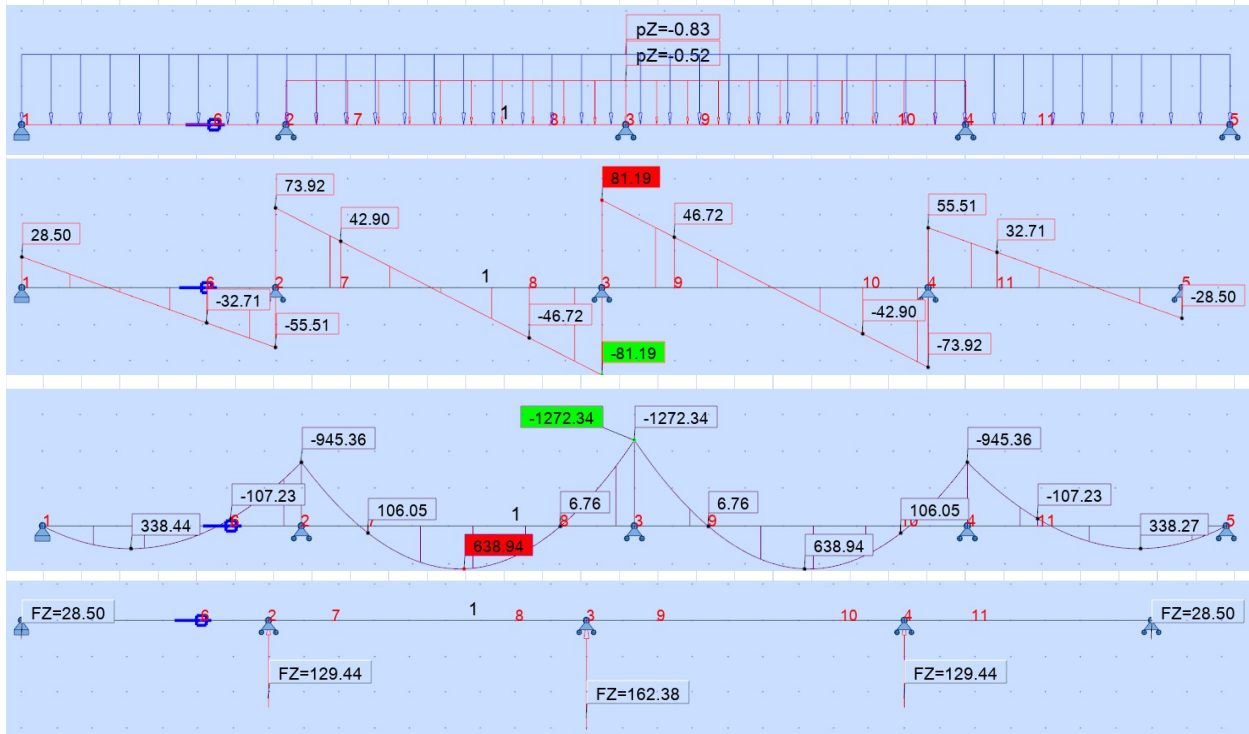 pZ=-0.83
pZ=-0.52
1 6 2 7 1 8 3 9 10 4 11 5
73.92 81.19 55.51
28.50 42.90 46.72 32.71
1 6 2 7 1 8 3 9 10 4 11 5
-32.71 -55.51 -46.72 -81.19 -42.90 -73.92 -28.50
-1272.34 -1272.34
-945.36 -945.36
-107.23 106.05 6.76 6.76 106.05 -107.23
1 6 2 7 1 8 3 9 10 4 11 5
338.44 638.94 638.94 338.27
FZ=28.50 6 2 7 1 8 3 9 10 4 11 FZ=28.50
FZ=129.44 FZ=162.38 FZ=129.44